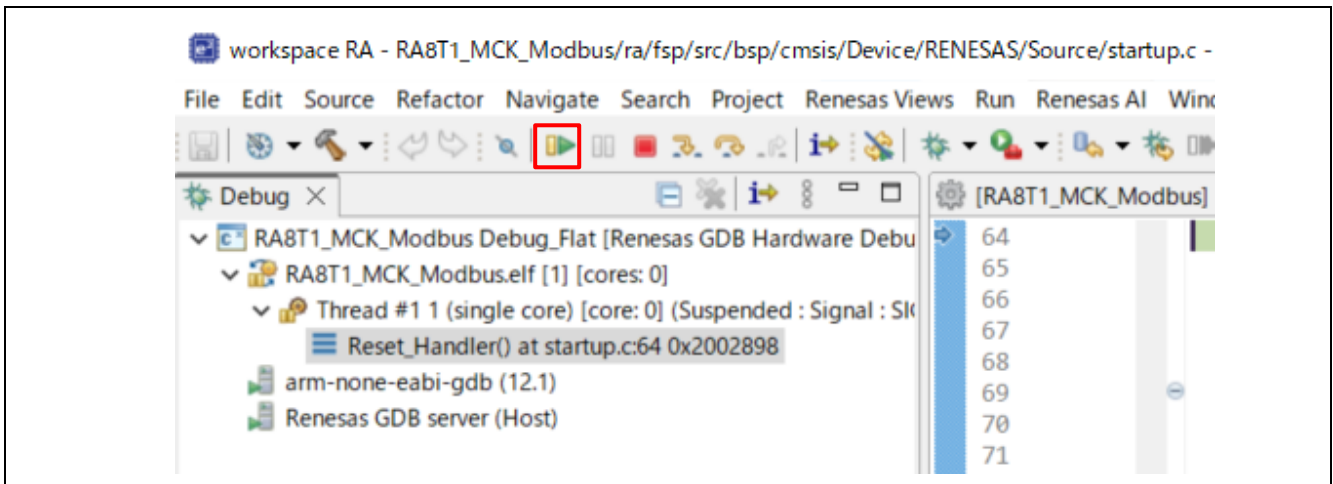 workspace RA - RA8T1_MCK_Modbus/ra/fsp/src/bsp/cmsis/Device/RENESAS/Source/startup.c -
File Edit Source Refactor Navigate Search Project Renesas Views Run Renesas AI
Debug
[RA8T1_MCK_Modbus]
RA8T1_MCK_Modbus Debug_Flat [Renesas GDB Hardware
RA8T1_MCK_Modbus.elf [1] [cores: 0]
Thread #1 1 (single core) [core: 0] (Suspended : Signal :
Reset_Handler() at startup.c:64 0x2002898
arm-none-eabi-gdb (12.1)
Renesas GDB server (Host)
64
65
66
67
68
69
70
71